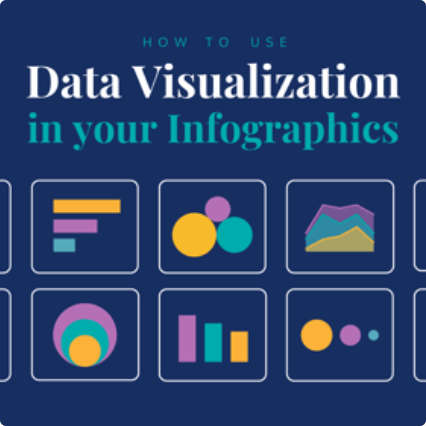 HOW TO USE
Data Visualization
in your Infographics